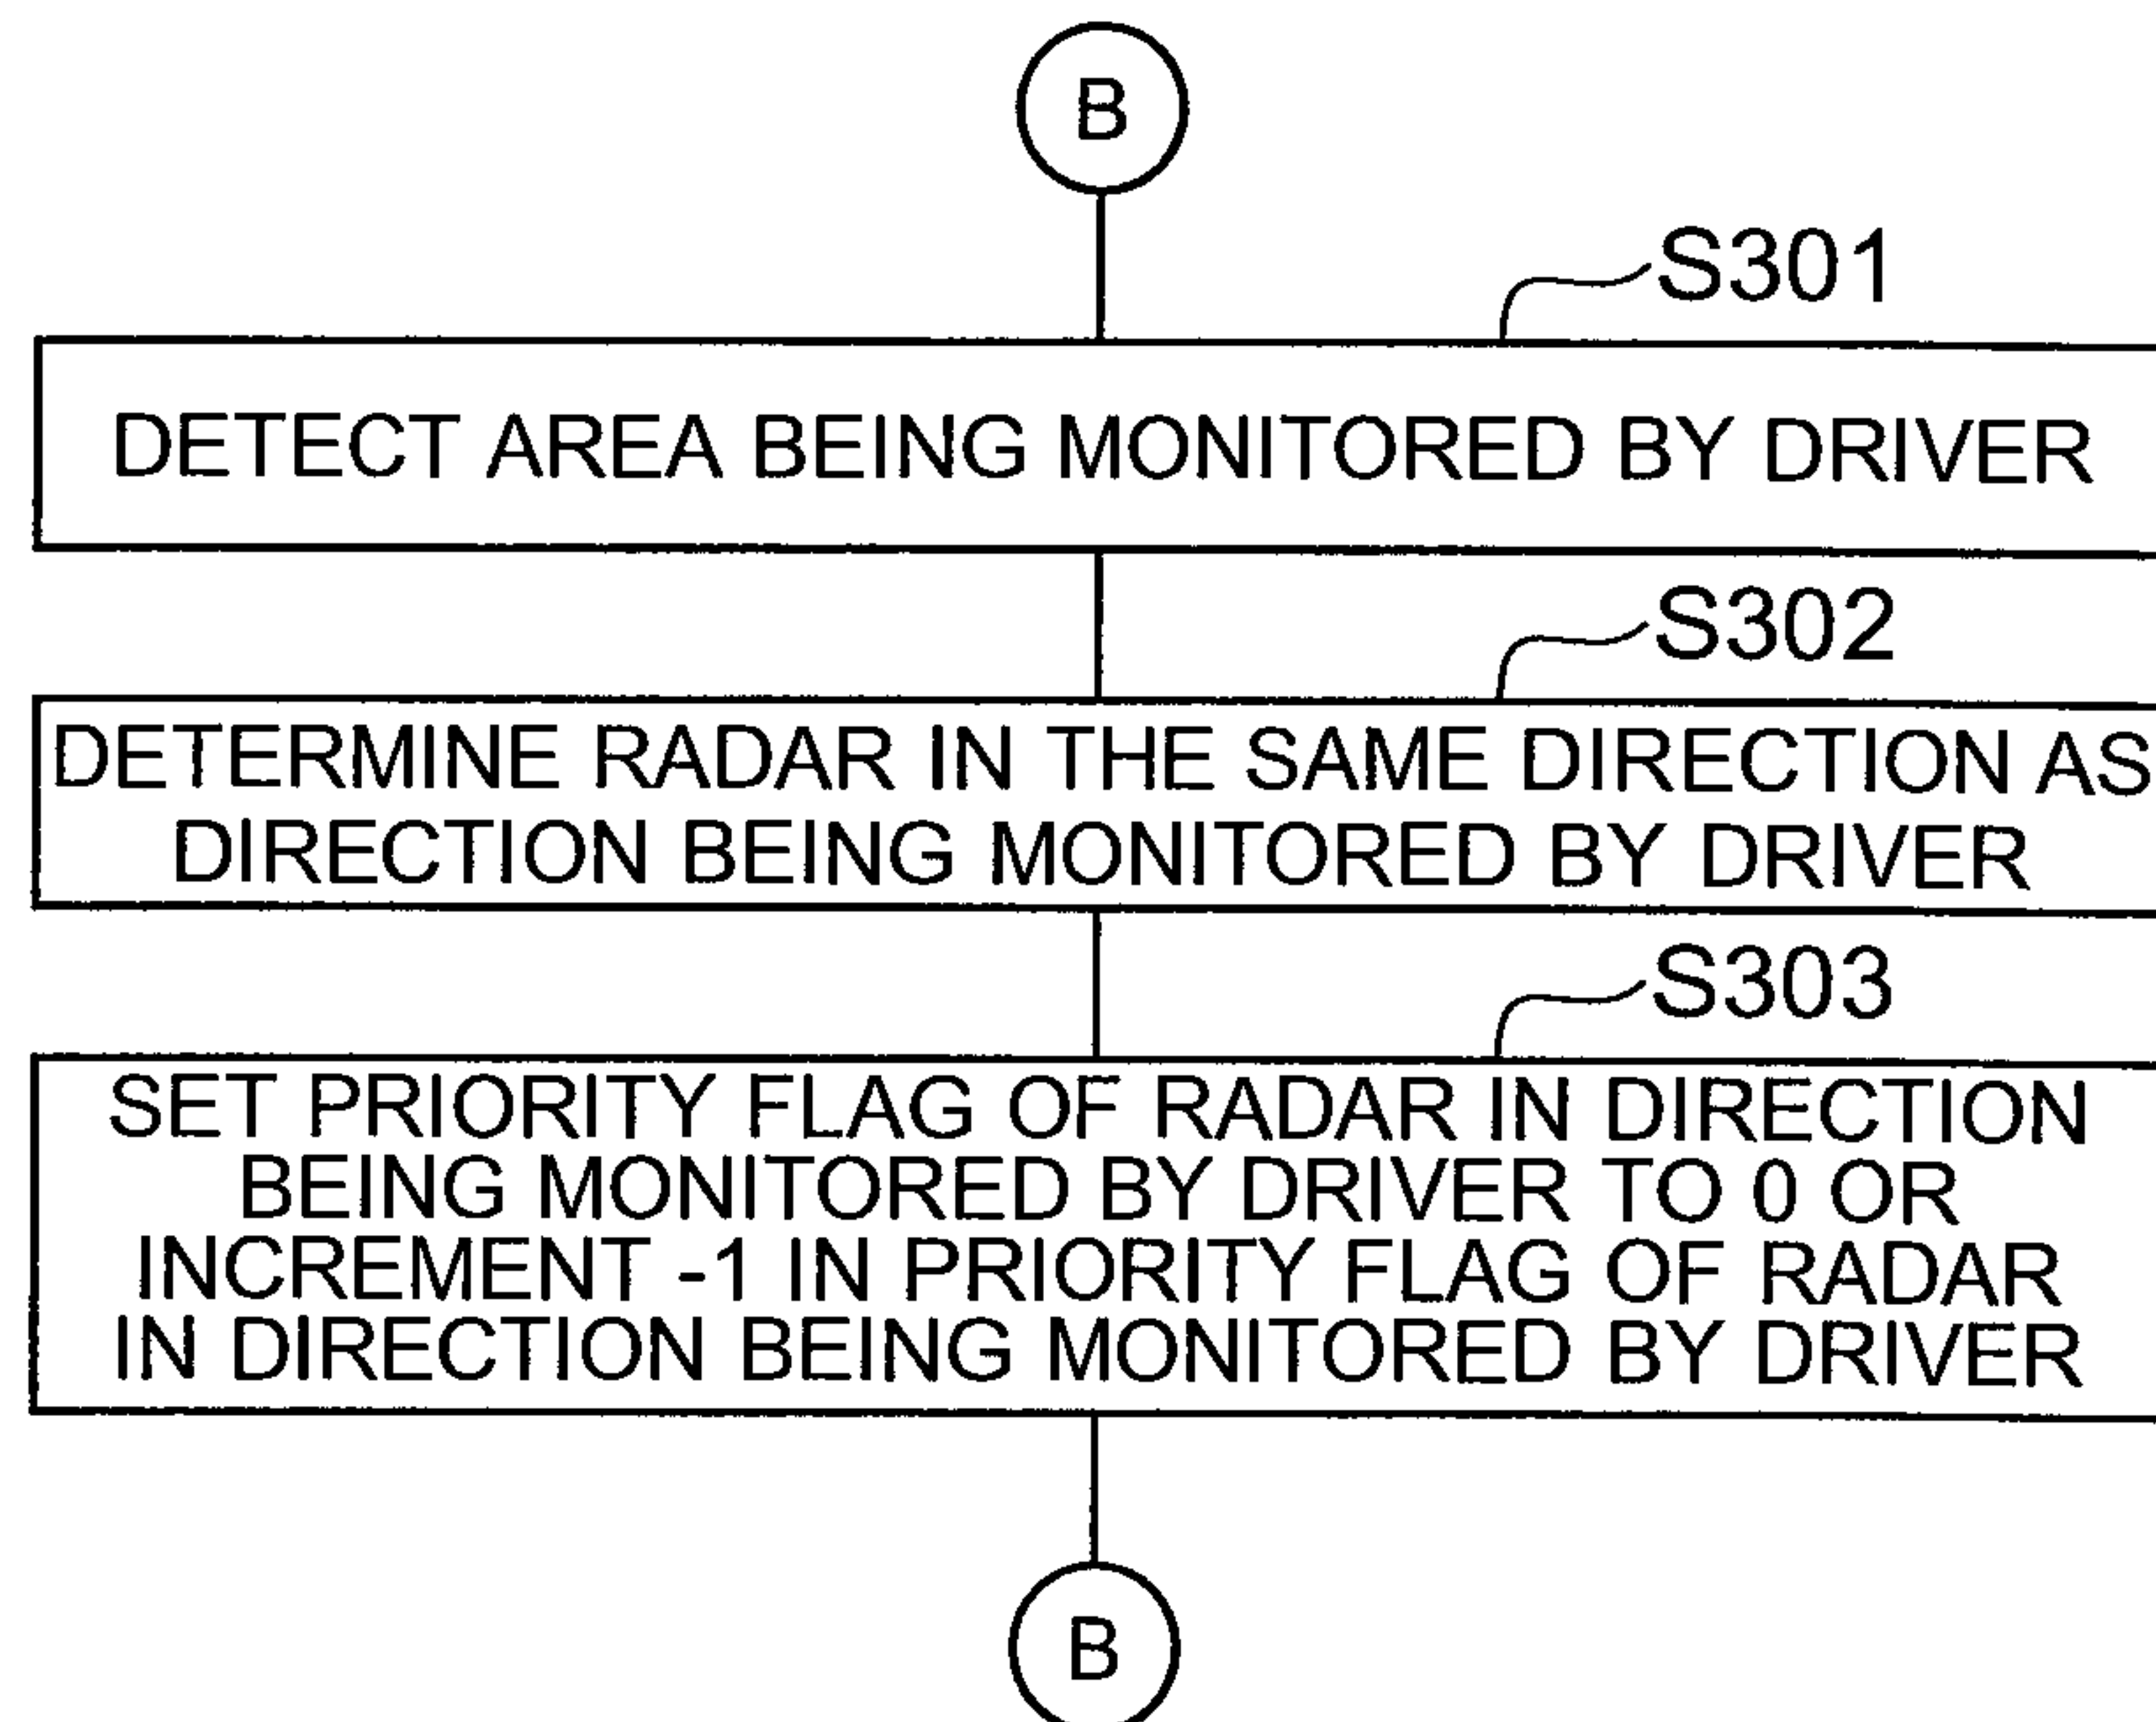 B
S301
DETECT AREA BEING MONITORED BY DRIVER
S302
DETERMINE RADAR IN THE SAME DIRECTION AS
DIRECTION BEING MONITORED BY DRIVER
S303
SET PRIORITY FLAG OF RADAR IN DIRECTION
BEING MONITORED BY DRIVER TO 0 OR
INCREMENT -1 IN PRIORITY FLAG OF RADAR
IN DIRECTION BEING MONITORED BY DRIVER
B